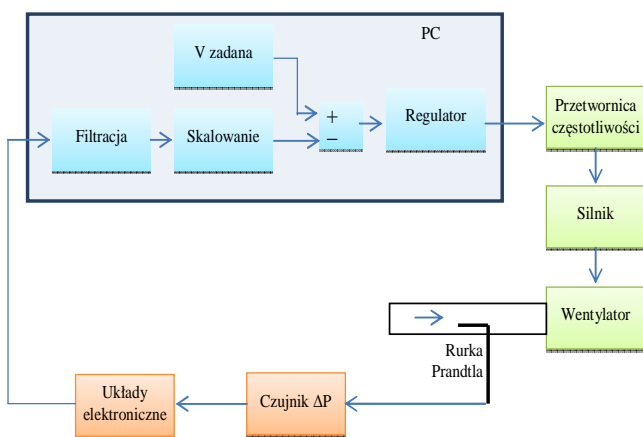 PC
V zadana
Filtracja
Skalowanie
+
−
Regulator
Przetwornica
częstotliwości
Silnik
Wentylator
Rurka
Prandtla
Czujnik ΔP
Układy
elektroniczne